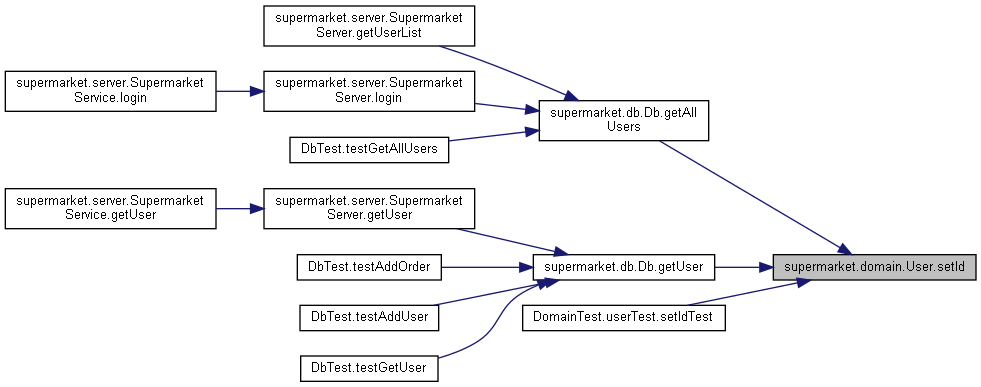 supermarket.server.Supermarket
Server.getUserList
supermarket.server.Supermarket
Service.login
supermarket.server.Supermarket
Server.login
supermarket.db.Db.getAll
Users
DbTest.testGetAllUsers
supermarket.server.Supermarket
Service.getUser
supermarket.server.Supermarket
Server.getUser
DbTest.testAddOrder
supermarket.db.Db.getUser
supermarket.domain.User.setId
DbTest.testAddUser
DomainTest.userTest.setIdTest
DbTest.testGetUser